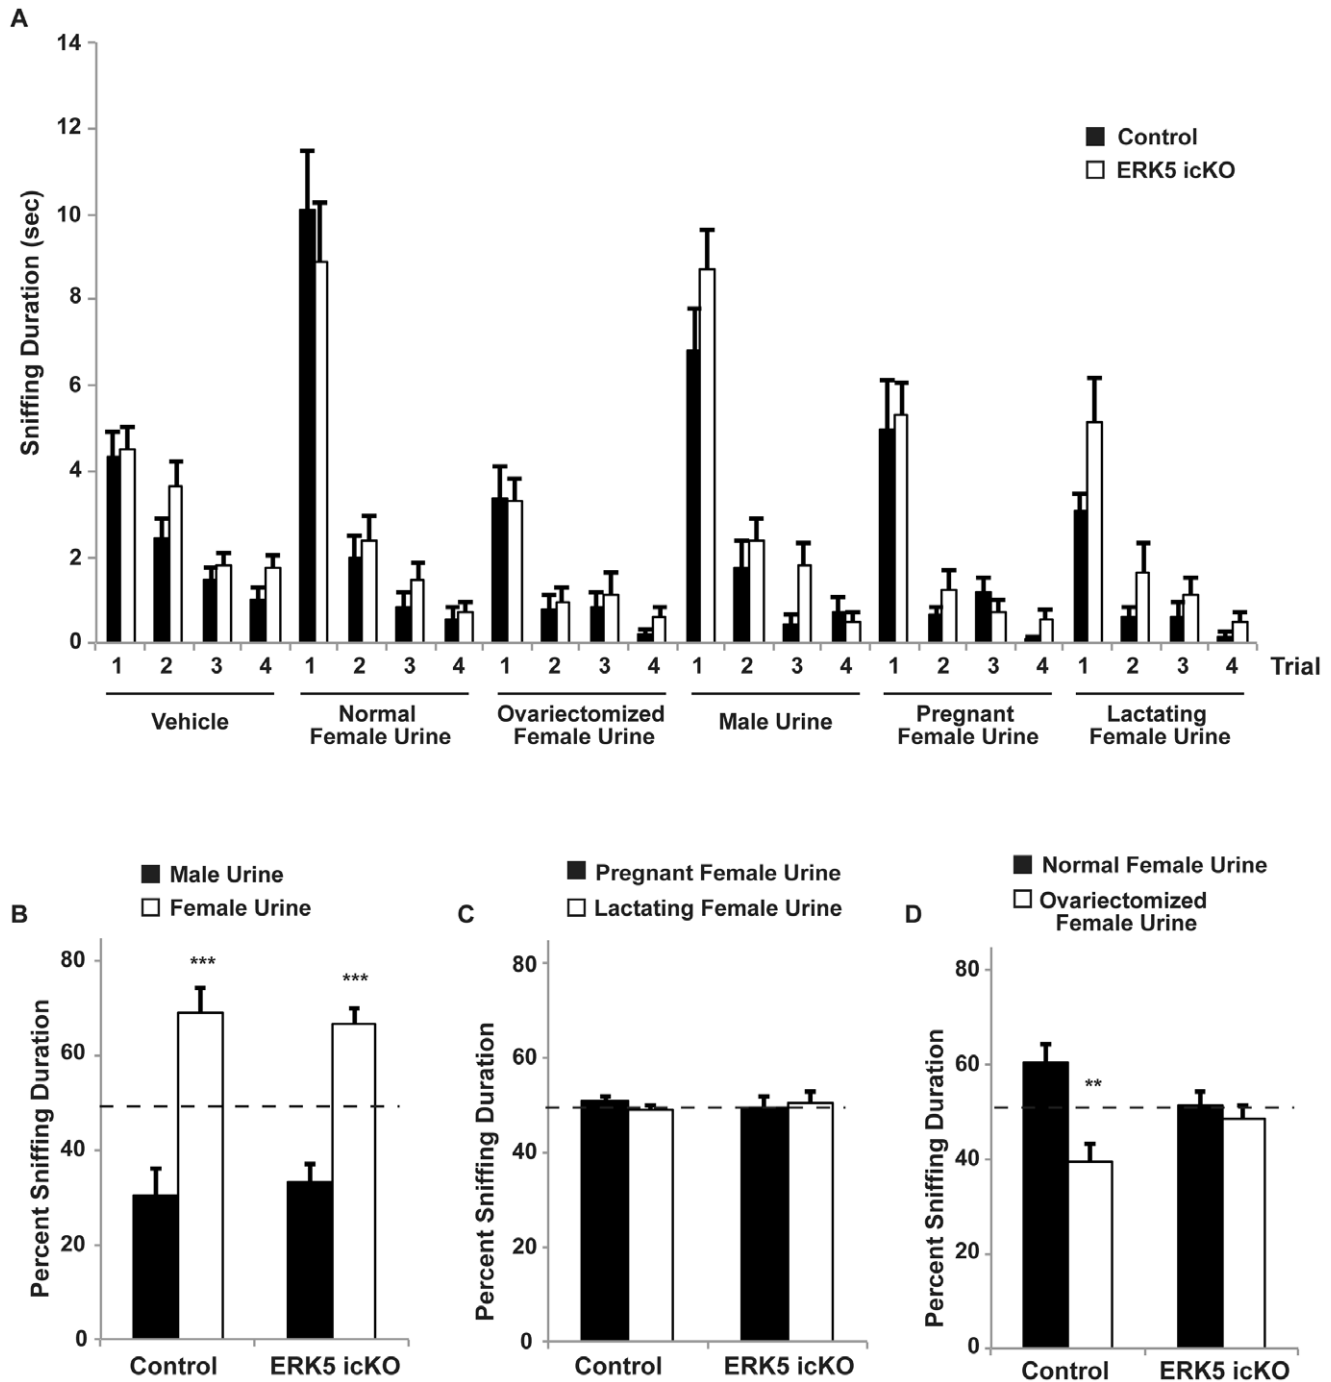 A
14
12
10
8
6
4
2
0
Sniffing Duration (sec)
Control
ERK5 icKO
1 2 3 4 1 2 3 4 1 2 3 4 1 2 3 4 1 2 3 4 1 2 3 4 Trial
Vehicle
Normal
Female Urine
Ovariectomized
Female Urine
Male Urine
Pregnant
Female Urine
Lactating
Female Urine
B
Male Urine
Female Urine
80
60
40
20
0
Percent Sniffing Duration
***
***
Control ERK5 icKO
C
Pregnant Female Urine
Lactating Female Urine
80
60
40
20
0
Percent Sniffing Duration
Control ERK5 icKO
D
Normal Female Urine
Ovariectomized
Female Urine
80
60
40
20
0
Percent Sniffing Duration
**
Control ERK5 icKO